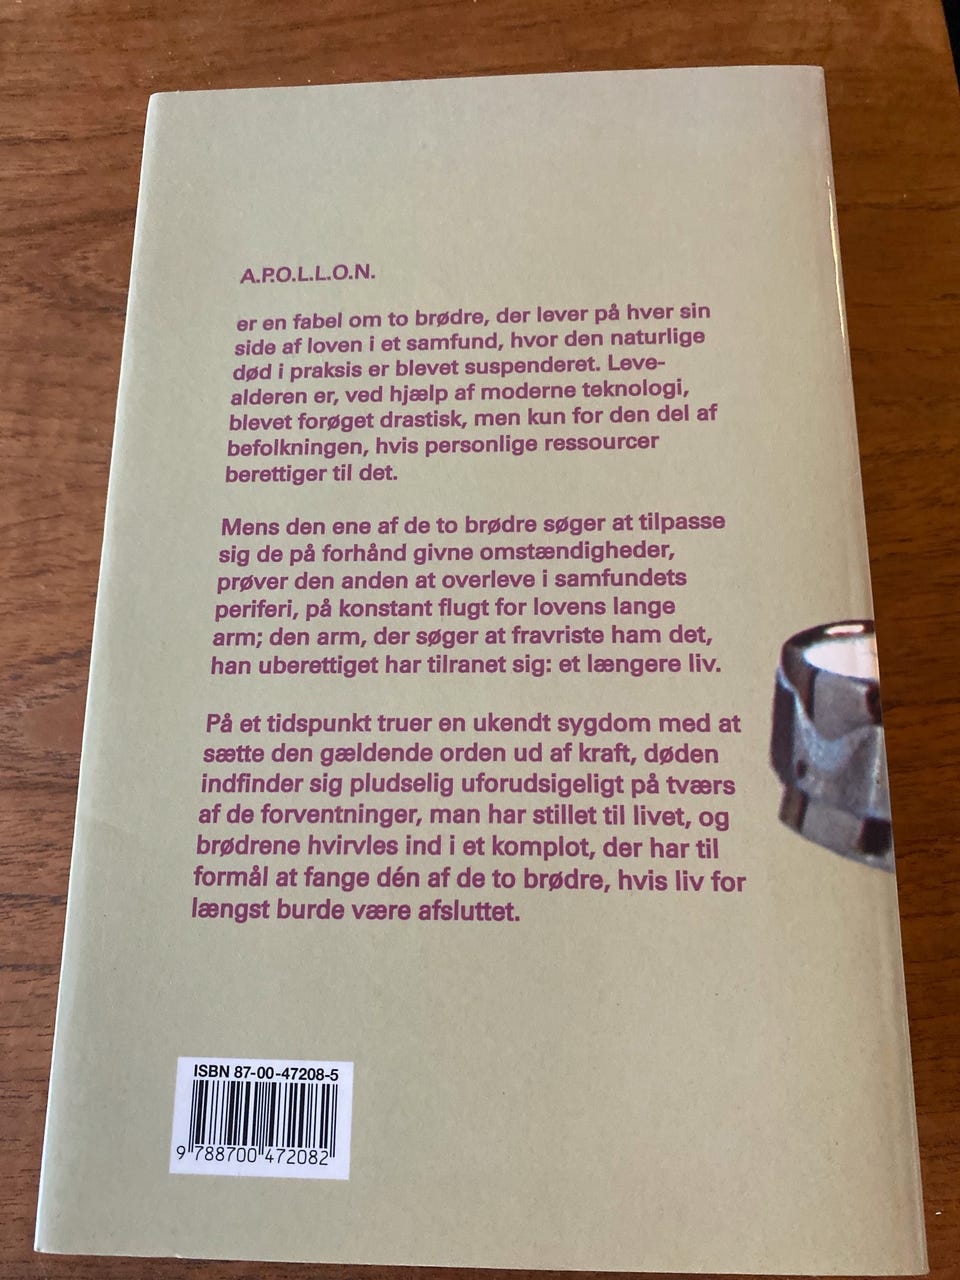 A.P.O.L.L.O.N.
er en fabel om to brødre, der lever på hver sin
side af loven i et samfund, hvor den naturlige
død i praksis er blevet suspenderet. Leve-
alderen er, ved hjælp af moderne teknologi,
blevet forøget drastisk, men kun for den del af
befolkningen, hvis personlige ressourcer
berettiger til det.
Mens den ene af de to brødre søger at tilpasse
sig de på forhånd givne omstændigheder,
prøver den anden at overleve i samfundets
periferi, på konstant flugt for lovens lange
arm; den arm, der søger at fravriste ham det,
han uberettiget har tilranet sig: et længere liv.
På et tidspunkt truer en ukendt sygdom med at
sætte den gældende orden ud af kraft, døden
indfinder sig pludselig uforudsigeligt på tværs
af de forventninger, man har stillet til livet, og
brødrene hvirvles ind i et komplot, der har til
formål at fange dén af de to brødre, hvis liv for
længst burde være afsluttet.
ISBN 87-00-47208-5
9 788700 472082